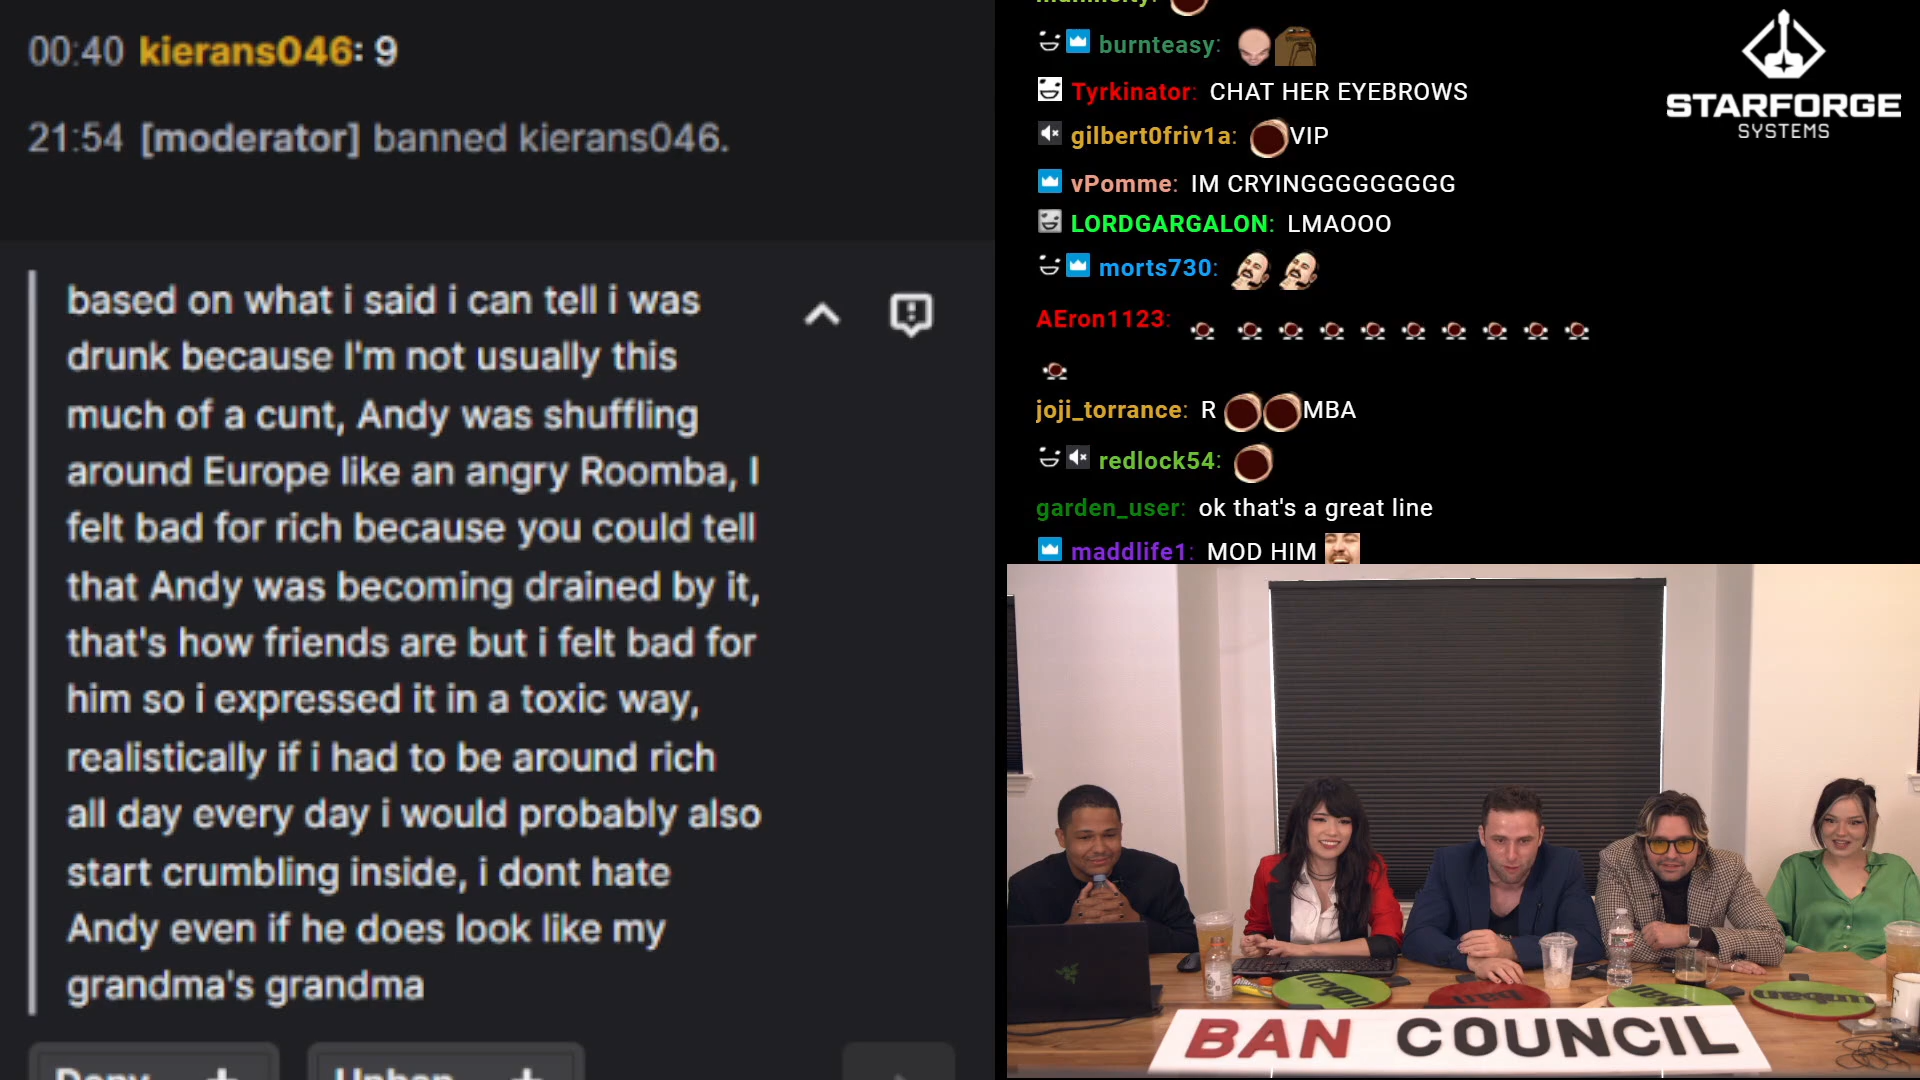 00:40 kierans046: 9
21:54 [moderator] banned kierans046.
based on what i said i can tell i was
drunk because I'm not usually this
much of a cunt, Andy was shuffling
around Europe like an angry Roomba, I
felt bad for rich because you could tell
that Andy was becoming drained by it,
that's how friends are but i felt bad for
him so i expressed it in a toxic way,
realistically if i had to be around rich
all day every day i would probably also
start crumbling inside, i dont hate
Andy even if he does look like my
grandma's grandma
Deny
Unban
burnteasy:
Tyrkinator: CHAT HER EYEBROWS
gilbert0friv1a: VIP
vPomme: IM CRYINGGGGGGGGG
LORDGARGALON: LMAOOO
morts730:
AEron1123:
joji_torrance: R MBA
redlock54:
garden_user: ok that's a great line
maddlife1: MOD HIM
STARFORGE
SYSTEMS
unban
ban
unban
unban
BAN COUNCIL